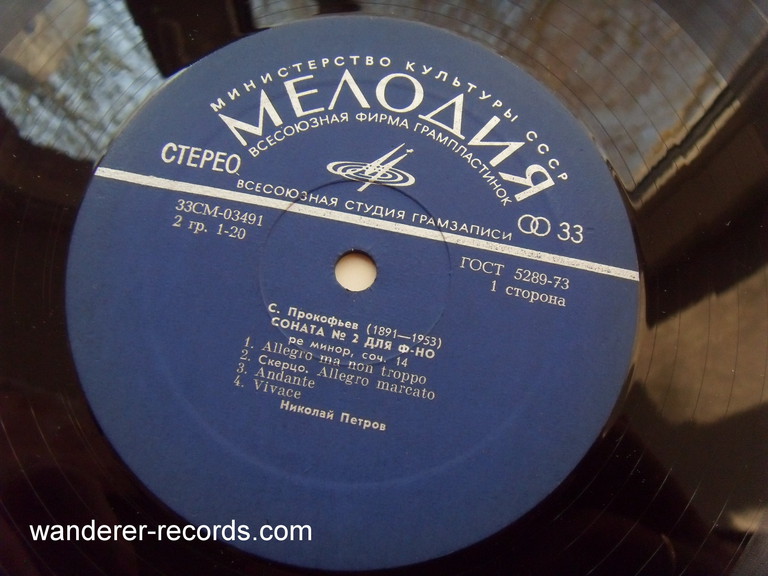 МИНИСТЕРСТВО КУЛЬТУРЫ СССР
МЕЛОДИЯ
ВСЕСОЮЗНАЯ ФИРМА ГРАМПЛАСТИНОК
СТЕРЕО
ВСЕСОЮЗНАЯ СТУДИЯ ГРАМЗАПИСИ
33
33СМ-03491
2 гр. 1-20
ГОСТ 5289-73
1 сторона
С. Прокофьев (1891—1953)
СОНАТА № 2 ДЛЯ Ф-НО
ре минор, соч. 14
1. Allegro ma non troppo
2. Скерцо. Allegro marcato
3. Andante
4. Vivace
Николай Петров
wanderer-records.com